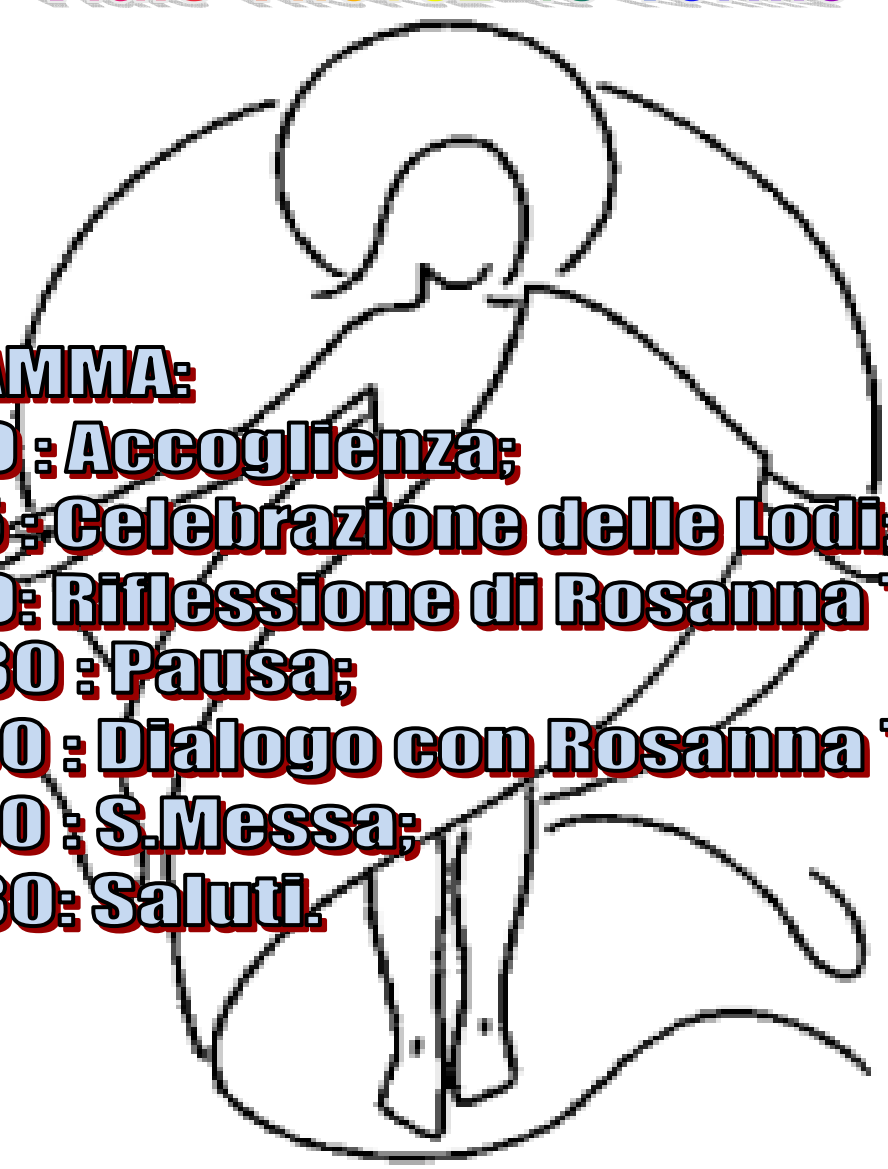 AMMA:
0 : Accoglienza;
5 : Celebrazione delle Lodi;
0: Riflessione di Rosanna
30 : Pausa;
0 : Dialogo con Rosanna
0 : S.Messa;
30: Saluti.